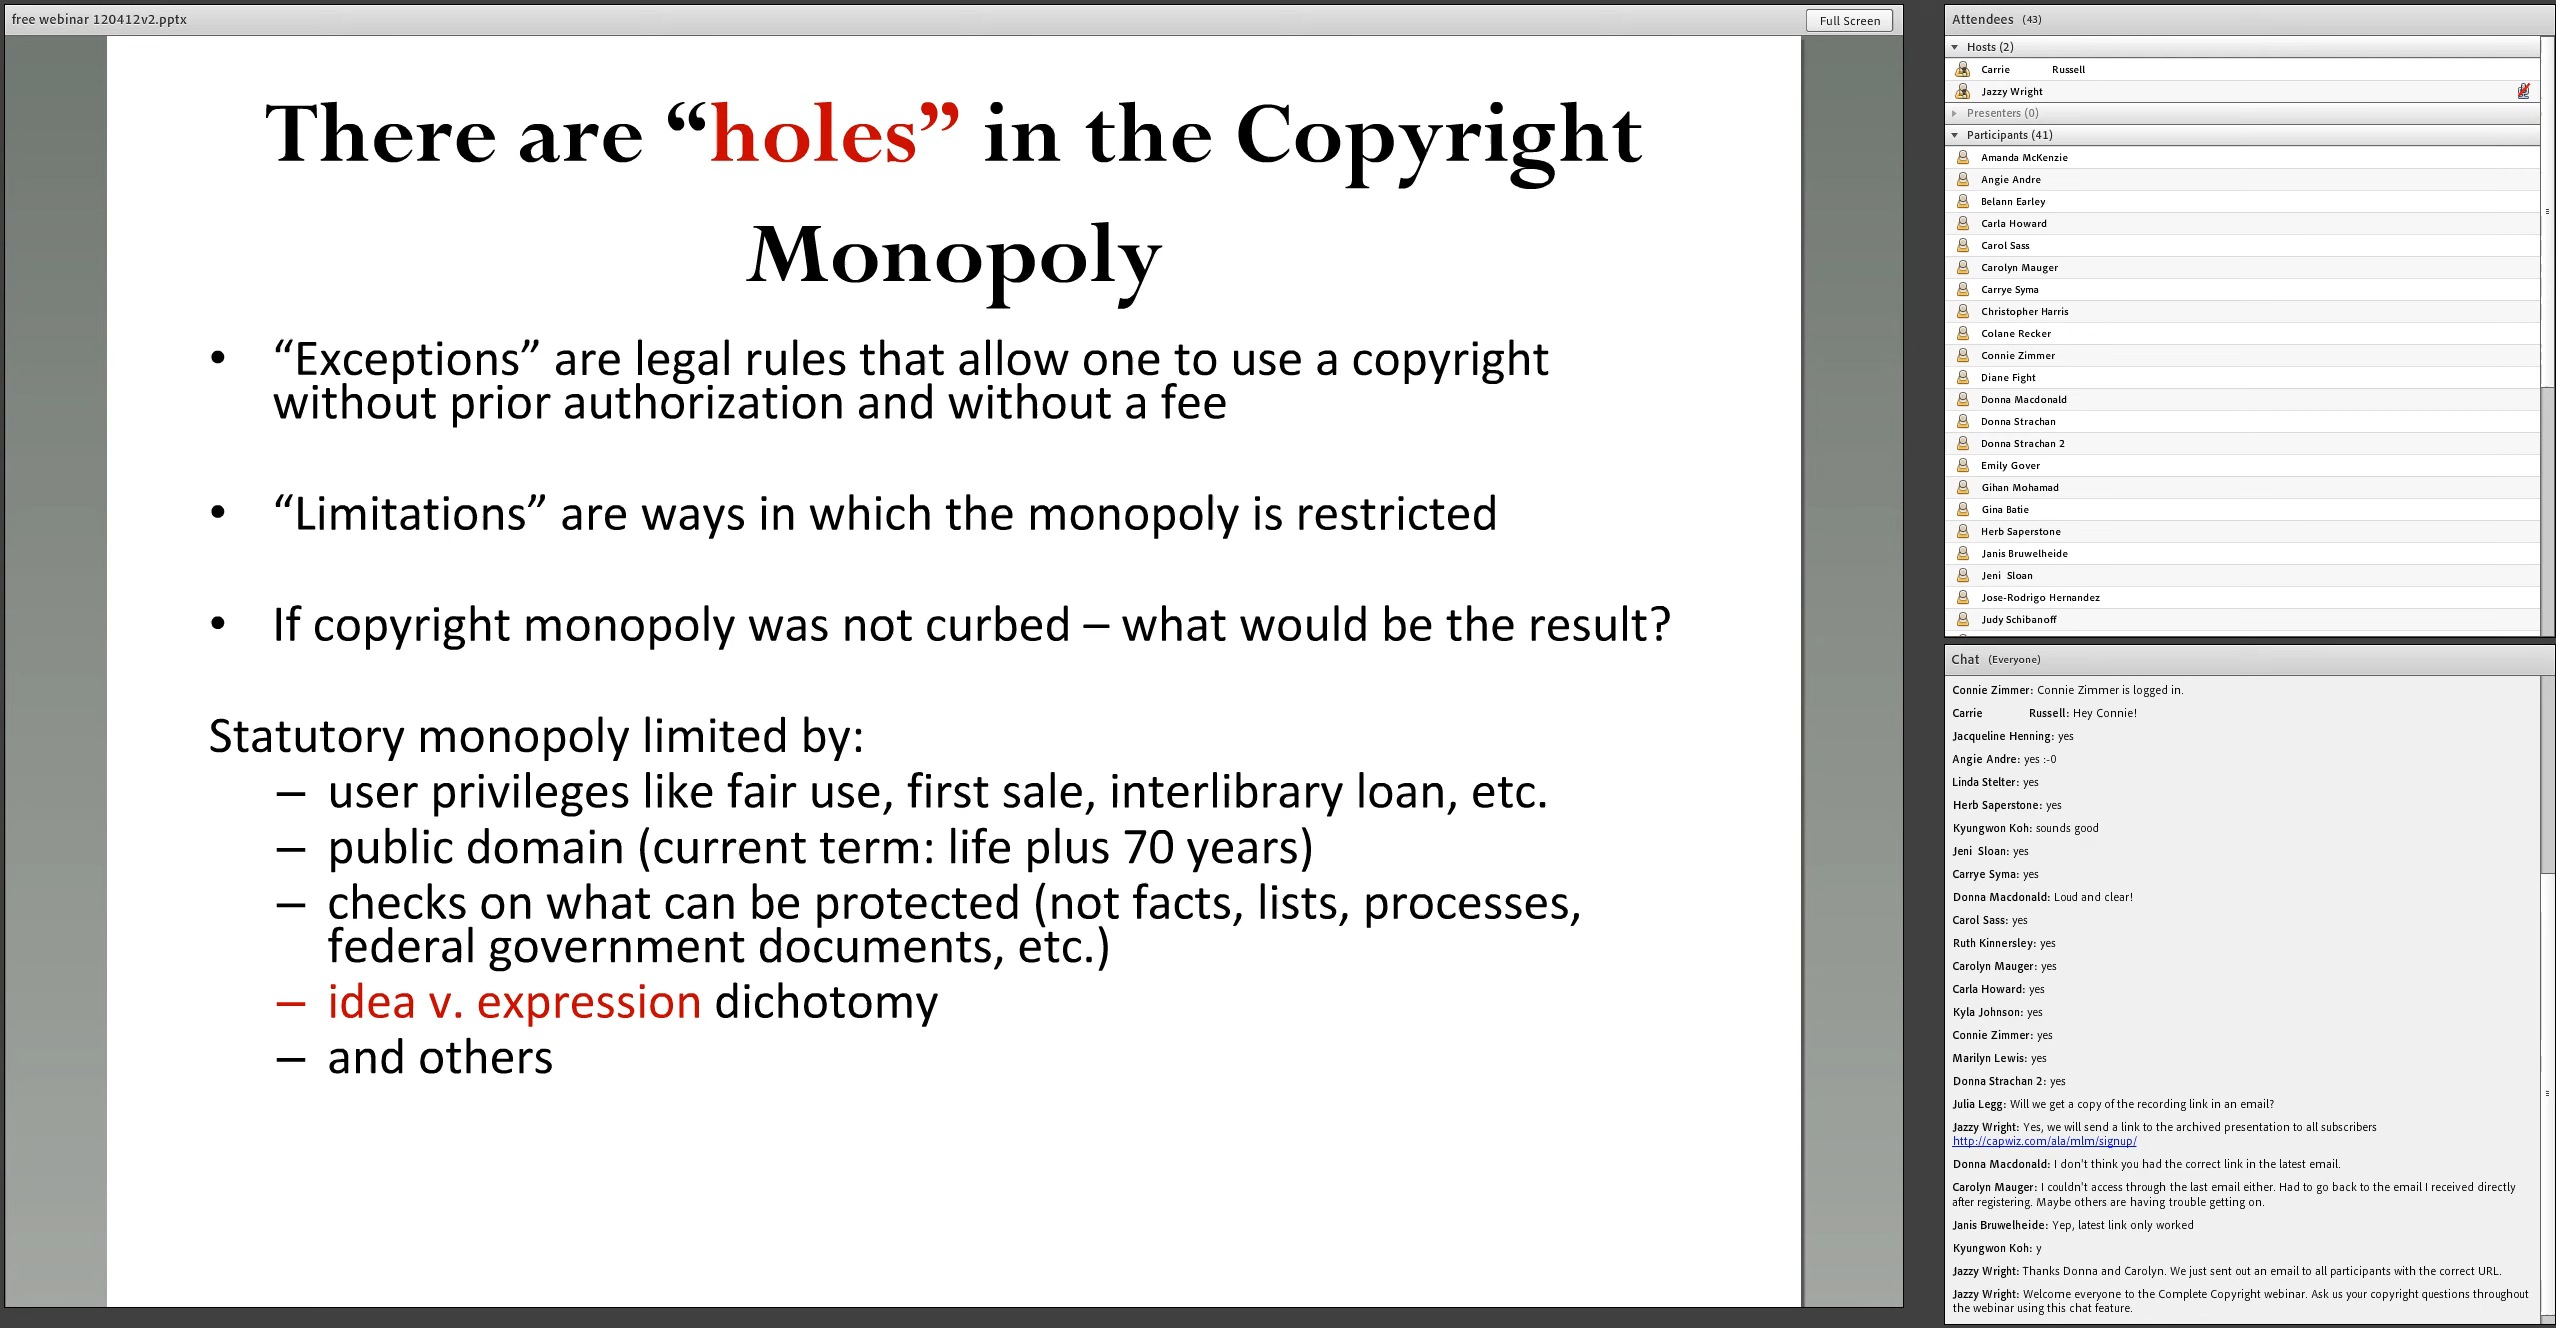 free webinar 120412v2.pptx
Full Screen
There are “holes” in the Copyright
Monopoly
• “Exceptions” are legal rules that allow one to use a copyright
without prior authorization and without a fee
• “Limitations” are ways in which the monopoly is restricted
• If copyright monopoly was not curbed – what would be the result?
Statutory monopoly limited by:
– user privileges like fair use, first sale, interlibrary loan, etc.
– public domain (current term: life plus 70 years)
– checks on what can be protected (not facts, lists, processes,
federal government documents, etc.)
– idea v. expression dichotomy
– and others
Attendees (43)
Hosts (2)
Carrie Russell
Jazzy Wright
Presenters (0)
Participants (41)
Amanda McKenzie
Angie Andre
Belann Earley
Carla Howard
Carol Sass
Carolyn Mauger
Carrye Syma
Christopher Harris
Colane Recker
Connie Zimmer
Diane Fight
Donna Macdonald
Donna Strachan
Donna Strachan 2
Emily Gover
Gihan Mohamad
Gina Batie
Herb Saperstone
Janis Bruwelheide
Jeni Sloan
Jose-Rodrigo Hernandez
Judy Schibanoff
Chat (Everyone)
Connie Zimmer: Connie Zimmer is logged in.
Carrie Russell: Hey Connie!
Jacqueline Henning: yes
Angie Andre: yes :-0
Linda Stelter: yes
Herb Saperstone: yes
Kyungwon Koh: sounds good
Jeni Sloan: yes
Carrye Syma: yes
Donna Macdonald: Loud and clear!
Carol Sass: yes
Ruth Kinnersley: yes
Carolyn Mauger: yes
Carla Howard: yes
Kyla Johnson: yes
Connie Zimmer: yes
Marilyn Lewis: yes
Donna Strachan 2: yes
Julia Legg: Will we get a copy of the recording link in an email?
Jazzy Wright: Yes, we will send a link to the archived presentation to all subscribers
http://capwiz.com/ala/mlm/signup/
Donna Macdonald: I don't think you had the correct link in the latest email.
Carolyn Mauger: I couldn't access through the last email either. Had to go back to the email I received directly
after registering. Maybe others are having trouble getting on.
Janis Bruwelheide: Yep, latest link only worked
Kyungwon Koh: y
Jazzy Wright: Thanks Donna and Carolyn. We just sent out an email to all participants with the correct URL.
Jazzy Wright: Welcome everyone to the Complete Copyright webinar. Ask us your copyright questions throughout
the webinar using this chat feature.